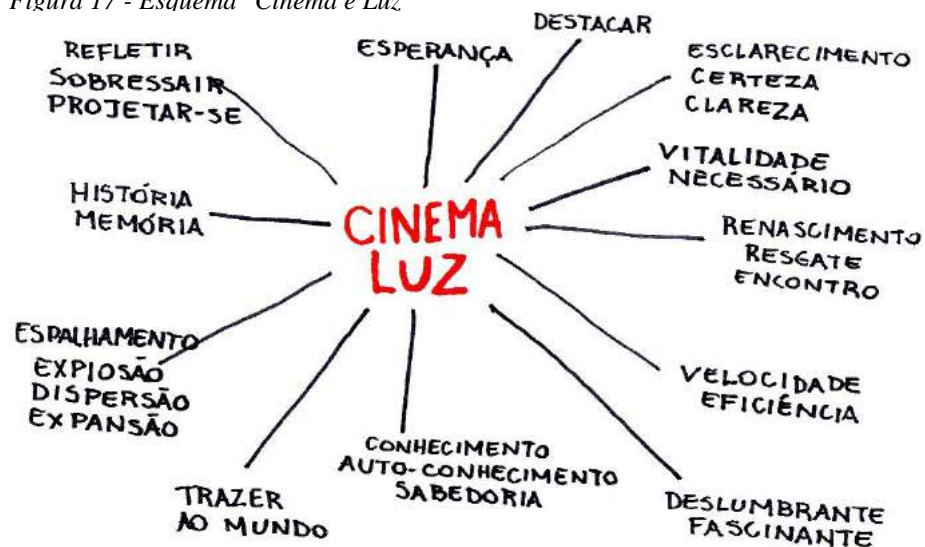 Figura 17 - Esquema "Cinema e Luz"
REFLETIR
SOBRESSAIR
PROJETAR-SE
ESPERANÇA
DESTACAR
ESCLARECIMENTO
CERTEZA
CLAREZA
VITALIDADE
NECESSÁRIO
HISTÓRIA
MEMÓRIA
CINEMA
LUZ
RENASCIMENTO
RESGATE
ENCONTRO
ESPALHAMENTO
EXPLOSÃO
DISPERSÃO
EXPANSÃO
VELOCIDADE
EFICIÊNCIA
TRAZER
AO MUNDO
CONHECIMENTO
AUTO-CONHECIMENTO
SABEDORIA
DESLUMBRANTE
FASCINANTE